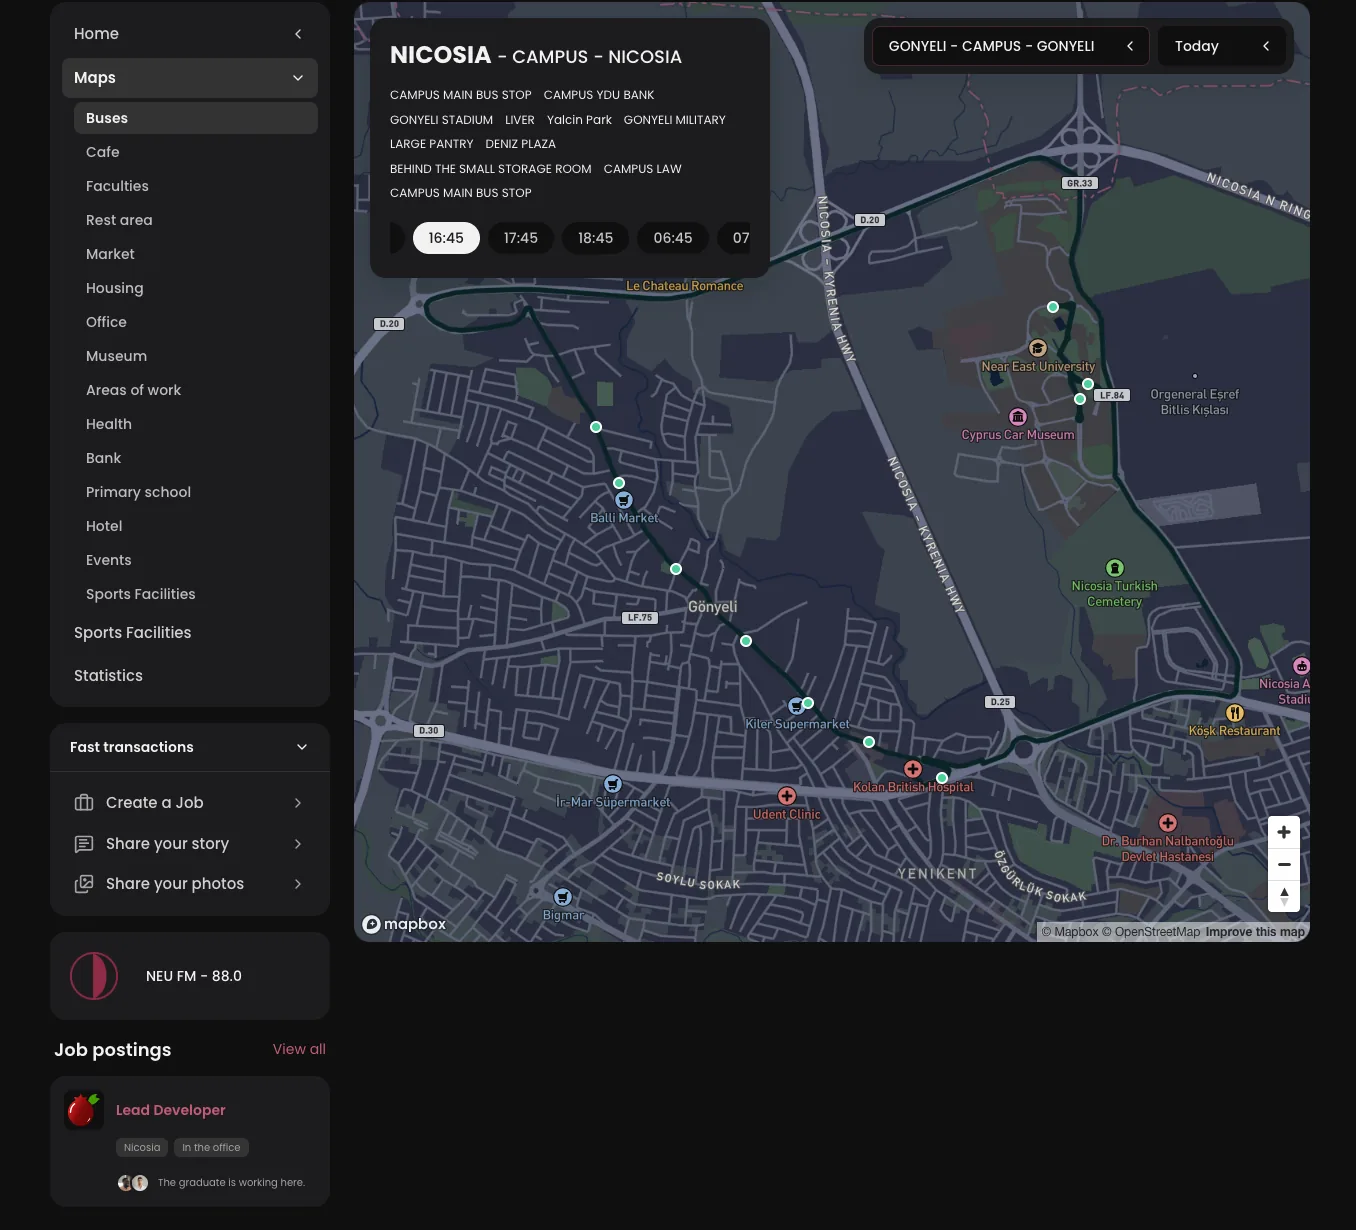 Home
Maps
Buses
Cafe
Faculties
Rest area
Market
Housing
Office
Museum
Areas of work
Health
Bank
Primary school
Hotel
Events
Sports Facilities
Sports Facilities
Statistics
Fast transactions
Create a Job
Share your story
Share your photos
NEU FM - 88.0
Job postings View all
Lead Developer
Nicosia In the office
The graduate is working here.
NICOSIA - CAMPUS - NICOSIA
CAMPUS MAIN BUS STOP CAMPUS YDU BANK
GONYELI STADIUM LIVER Yalcin Park GONYELI MILITARY
LARGE PANTRY DENIZ PLAZA
BEHIND THE SMALL STORAGE ROOM CAMPUS LAW
CAMPUS MAIN BUS STOP
16:45 17:45 18:45 06:45 07
GONYELI - CAMPUS - GONYELI
Today
GR.33
NICOSIA N RING
D.20
NICOSIA - KYRENIA HWY
Le Chateau Romance
D.20
Near East University
LF.84
Orgeneral Eşref
Bitlis Kışlası
Cyprus Car Museum
NICOSIA - KYRENIA HWY
Balli Market
Nicosia Turkish
Cemetery
Gönyeli
LF.75
Nicosia A
Stadiu
D.25
Kiler Süpermarket
Köşk Restaurant
D.30
Kolan British Hospital
İr-Mar Süpermarket
Udent Clinic
Dr. Burhan Nalbantoğlu
Devlet Hastanesi
YENIKENT
SOYLU SOKAK
ÖZGÜRLÜK SOKAK
Bigmar
mapbox
© Mapbox © OpenStreetMap Improve this map